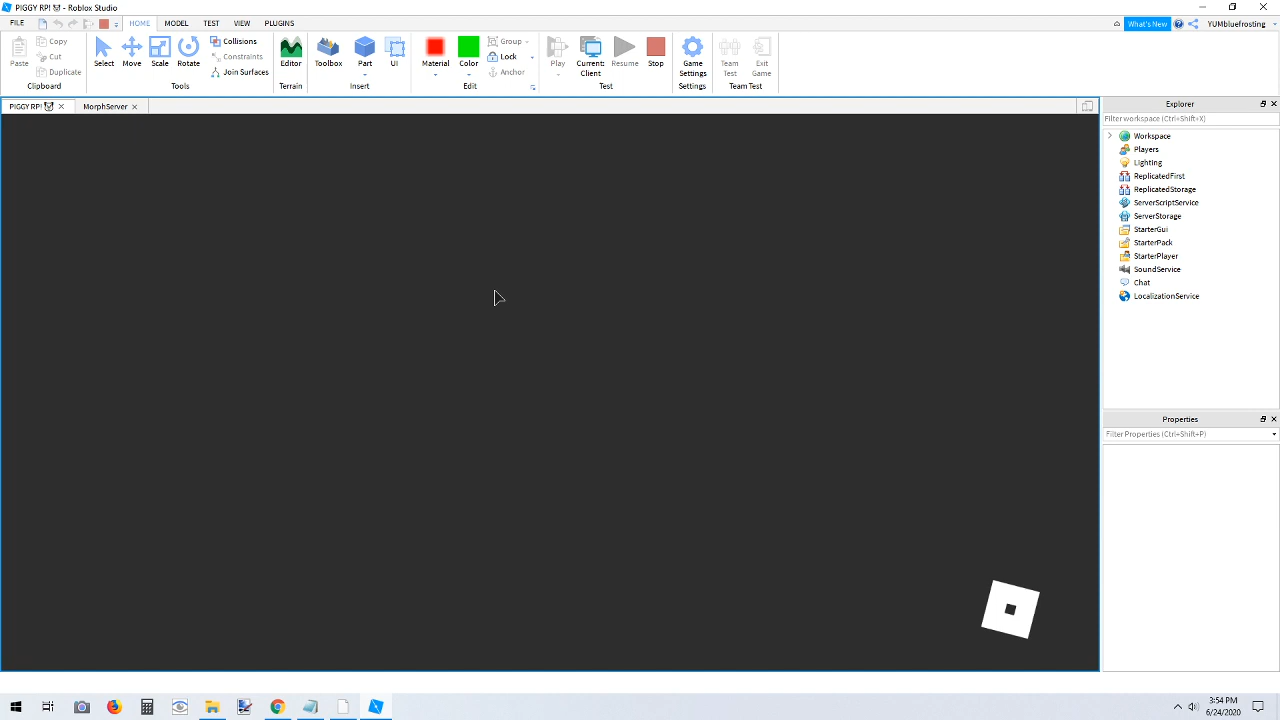 PIGGY RP! 🐷 - Roblox Studio
FILE HOME MODEL TEST VIEW PLUGINS What's New YUMbluefrosting
Paste Copy Cut Duplicate Select Move Scale Rotate Collisions Constraints Join Surfaces Editor Toolbox Part UI Material Color Group Lock Anchor Play Current: Client Resume Stop Game Settings Team Test Exit Game
Clipboard Tools Terrain Insert Edit Test Settings Team Test
PIGGY RP! 🐷 MorphServer
Explorer
Filter workspace (Ctrl+Shift+X)
Workspace
Players
Lighting
ReplicatedFirst
ReplicatedStorage
ServerScriptService
ServerStorage
StarterGui
StarterPack
StarterPlayer
SoundService
Chat
LocalizationService
Properties
Filter Properties (Ctrl+Shift+P)
3:54 PM
6/24/2020